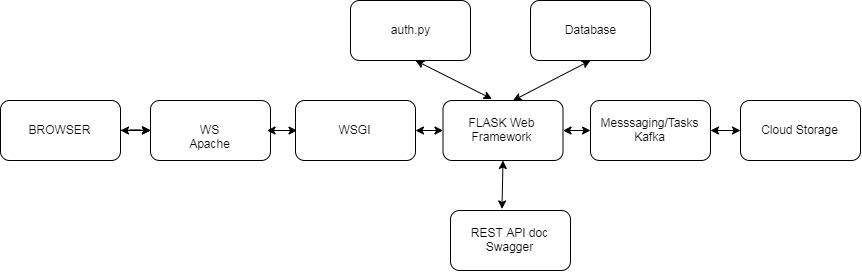 auth.py
Database
BROWSER
WS
Apache
WSGI
FLASK Web
Framework
Messsaging/Tasks
Kafka
Cloud Storage
REST API doc
Swagger